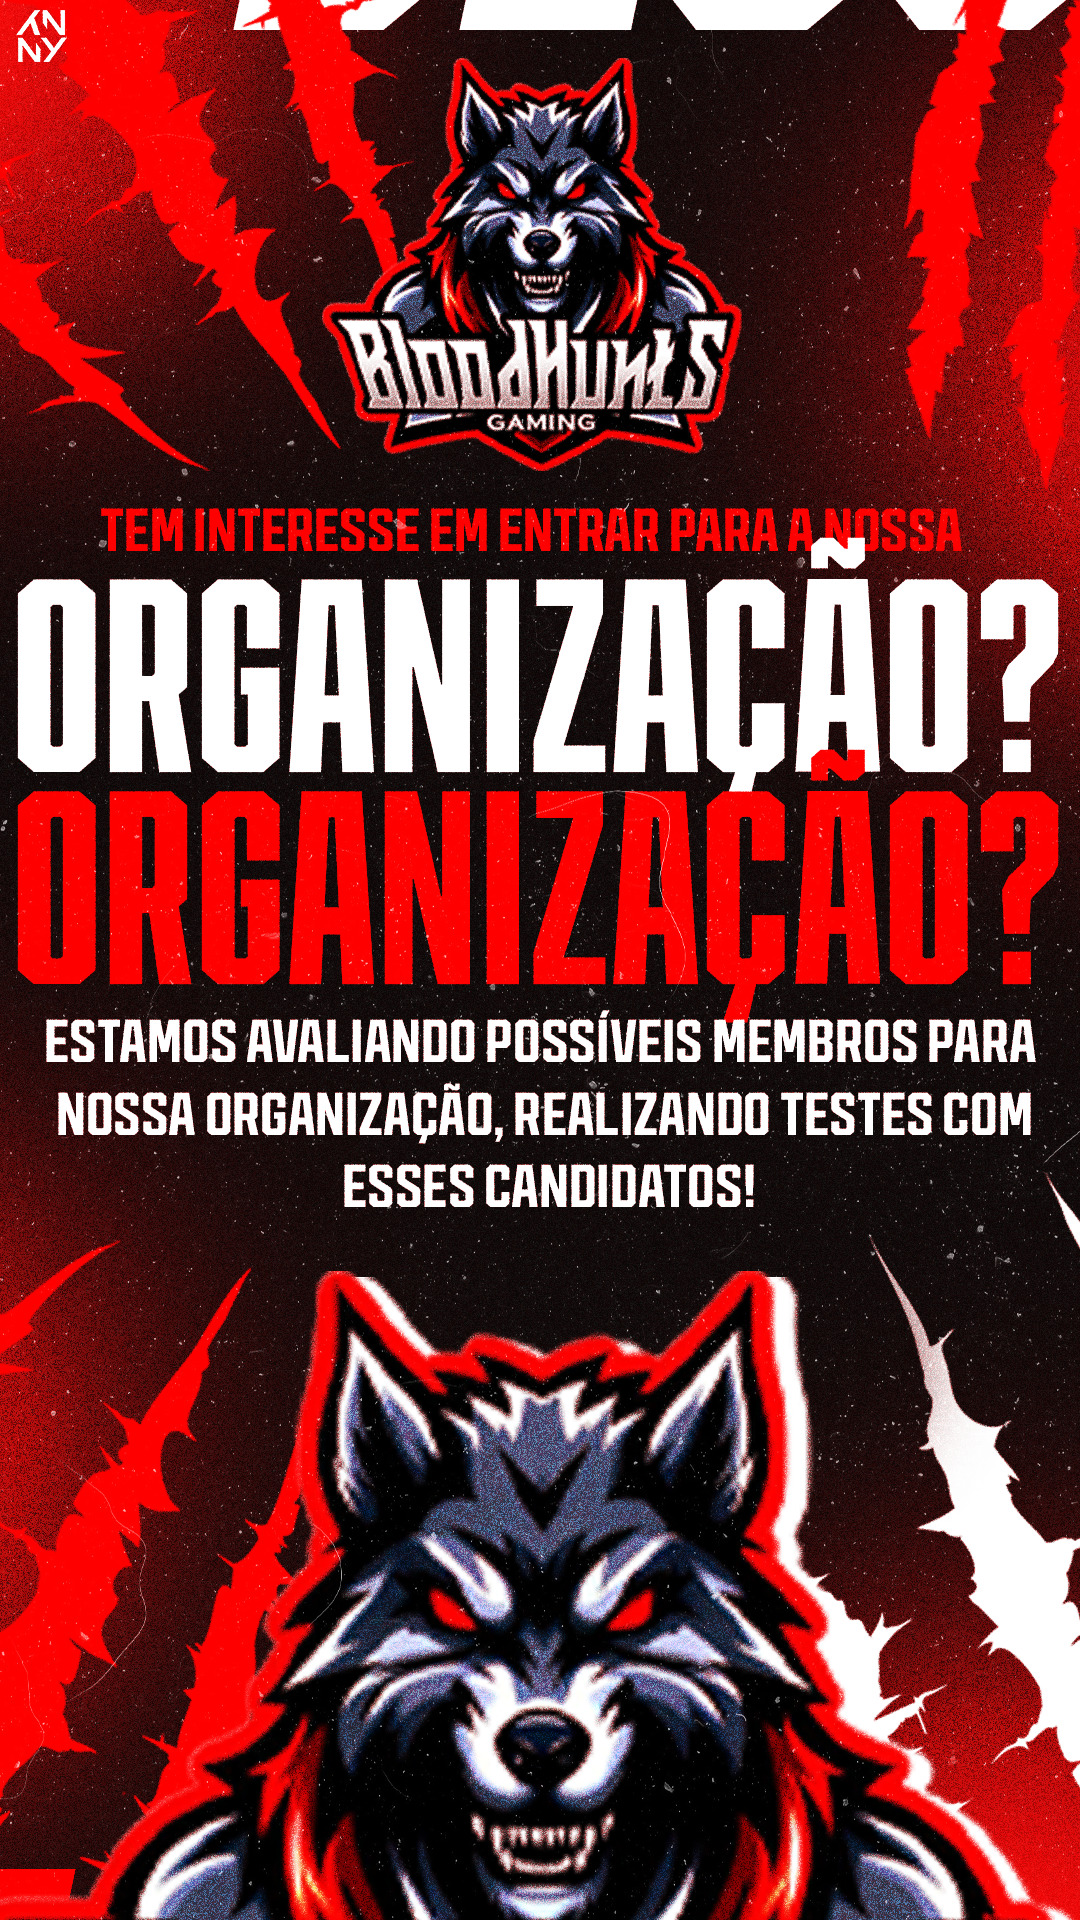 BloodHunts
GAMING
TEM INTERESSE EM ENTRAR PARA A NOSSA
ORGANIZAÇÃO?
ORGANIZAÇÃO?
ESTAMOS AVALIANDO POSSÍVEIS MEMBROS PARA
NOSSA ORGANIZAÇÃO, REALIZANDO TESTES COM
ESSES CANDIDATOS!